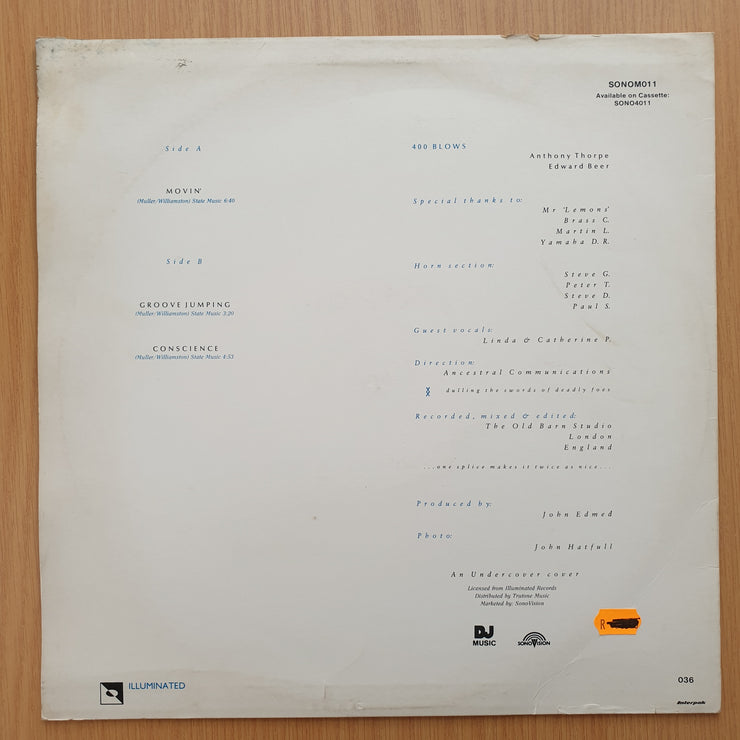 SONOM011
Available on Cassette:
SONO4011
Side A
MOVIN'
(Muller/Williamston) State Music 6:40
Side B
GROOVE JUMPING
(Muller/Williamston) State Music 3:20
CONSCIENCE
(Muller/Williamston) State Music 4:53
400 BLOWS
Anthony Thorpe
Edward Beer
Special thanks to:
Mr 'Lemons'
Brass C.
Martin L.
Yamaha D.R.
Horn section:
Steve G.
Peter T.
Steve D.
Paul S.
Guest vocals:
Linda & Catherine P.
Direction:
Ancestral Communications
dulling the swords of deadly foes
Recorded, mixed & edited:
The Old Barn Studio
London
England
...one splice makes it twice as nice...
Produced by:
John Edmed
Photo:
John Hatfull
An Undercover cover
Licensed from Illuminated Records
Distributed by Trutone Music
Marketed by: SonoVision
DJ
MUSIC
SONOVISION
R
ILLUMINATED
036
Interpak